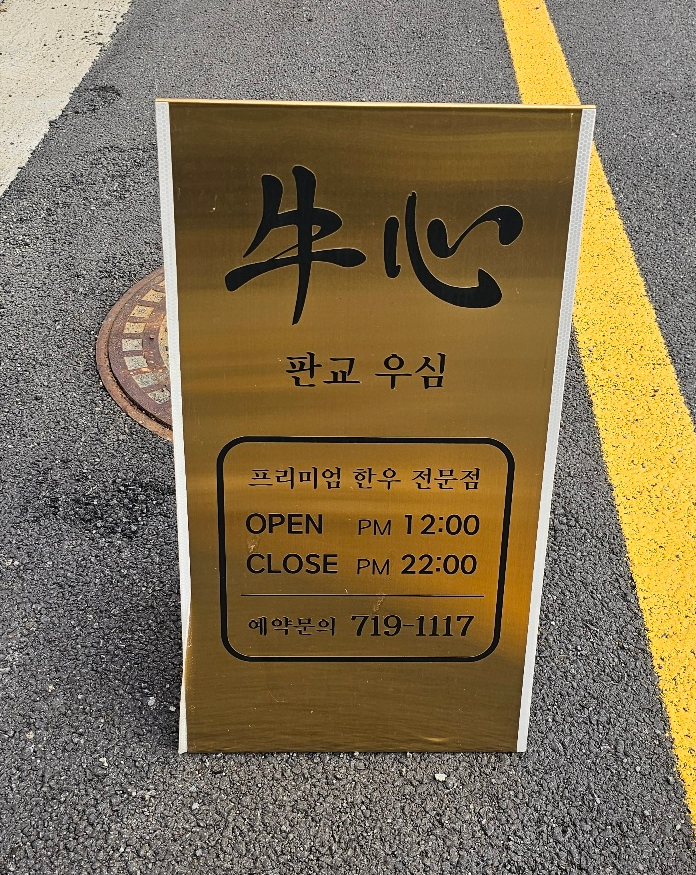 牛心
판교 우심
프리미엄 한우 전문점
OPEN PM 12:00
CLOSE PM 22:00
예약문의 719-1117